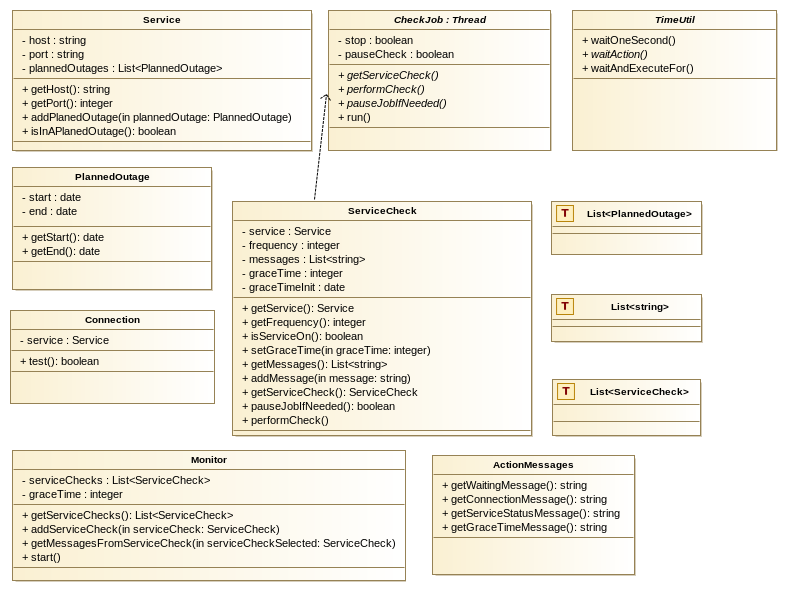 Service
- host : string
- port : string
- plannedOutages : List<PlannedOutage>
+ getHost(): string
+ getPort(): integer
+ addPlanedOutage(in plannedOutage: PlannedOutage)
+ isInAPlanedOutage(): boolean
CheckJob : Thread
- stop : boolean
- pauseCheck : boolean
+ getServiceCheck()
+ performCheck()
+ pauseJobIfNeeded()
+ run()
TimeUtil
+ waitOneSecond()
+ waitAction()
+ waitAndExecuteFor()
PlannedOutage
- start : date
- end : date
+ getStart(): date
+ getEnd(): date
ServiceCheck
- service : Service
- frequency : integer
- messages : List<string>
- graceTime : integer
- graceTimeInit : date
+ getService(): Service
+ getFrequency(): integer
+ isServiceOn(): boolean
+ setGraceTime(in graceTime: integer)
+ getMessages(): List<string>
+ addMessage(in message: string)
+ getServiceCheck(): ServiceCheck
+ pauseJobIfNeeded(): boolean
+ performCheck()
T List<PlannedOutage>
T List<string>
T List<ServiceCheck>
Connection
- service : Service
+ test(): boolean
Monitor
- serviceChecks : List<ServiceCheck>
- graceTime : integer
+ getServiceChecks(): List<ServiceCheck>
+ addServiceCheck(in serviceCheck: ServiceCheck)
+ getMessagesFromServiceCheck(in serviceCheckSelected: ServiceCheck)
+ start()
ActionMessages
+ getWaitingMessage(): string
+ getConnectionMessage(): string
+ getServiceStatusMessage(): string
+ getGraceTimeMessage(): string